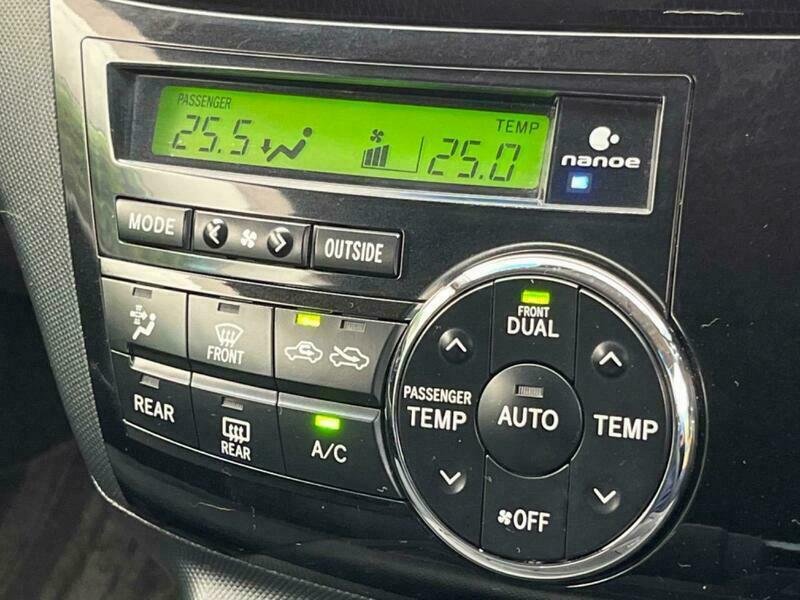 PASSENGER
25.5
TEMP
25.0
nanoe
MODE
OUTSIDE
FRONT
DUAL
FRONT
PASSENGER
TEMP
AUTO
TEMP
REAR
REAR
A/C
OFF